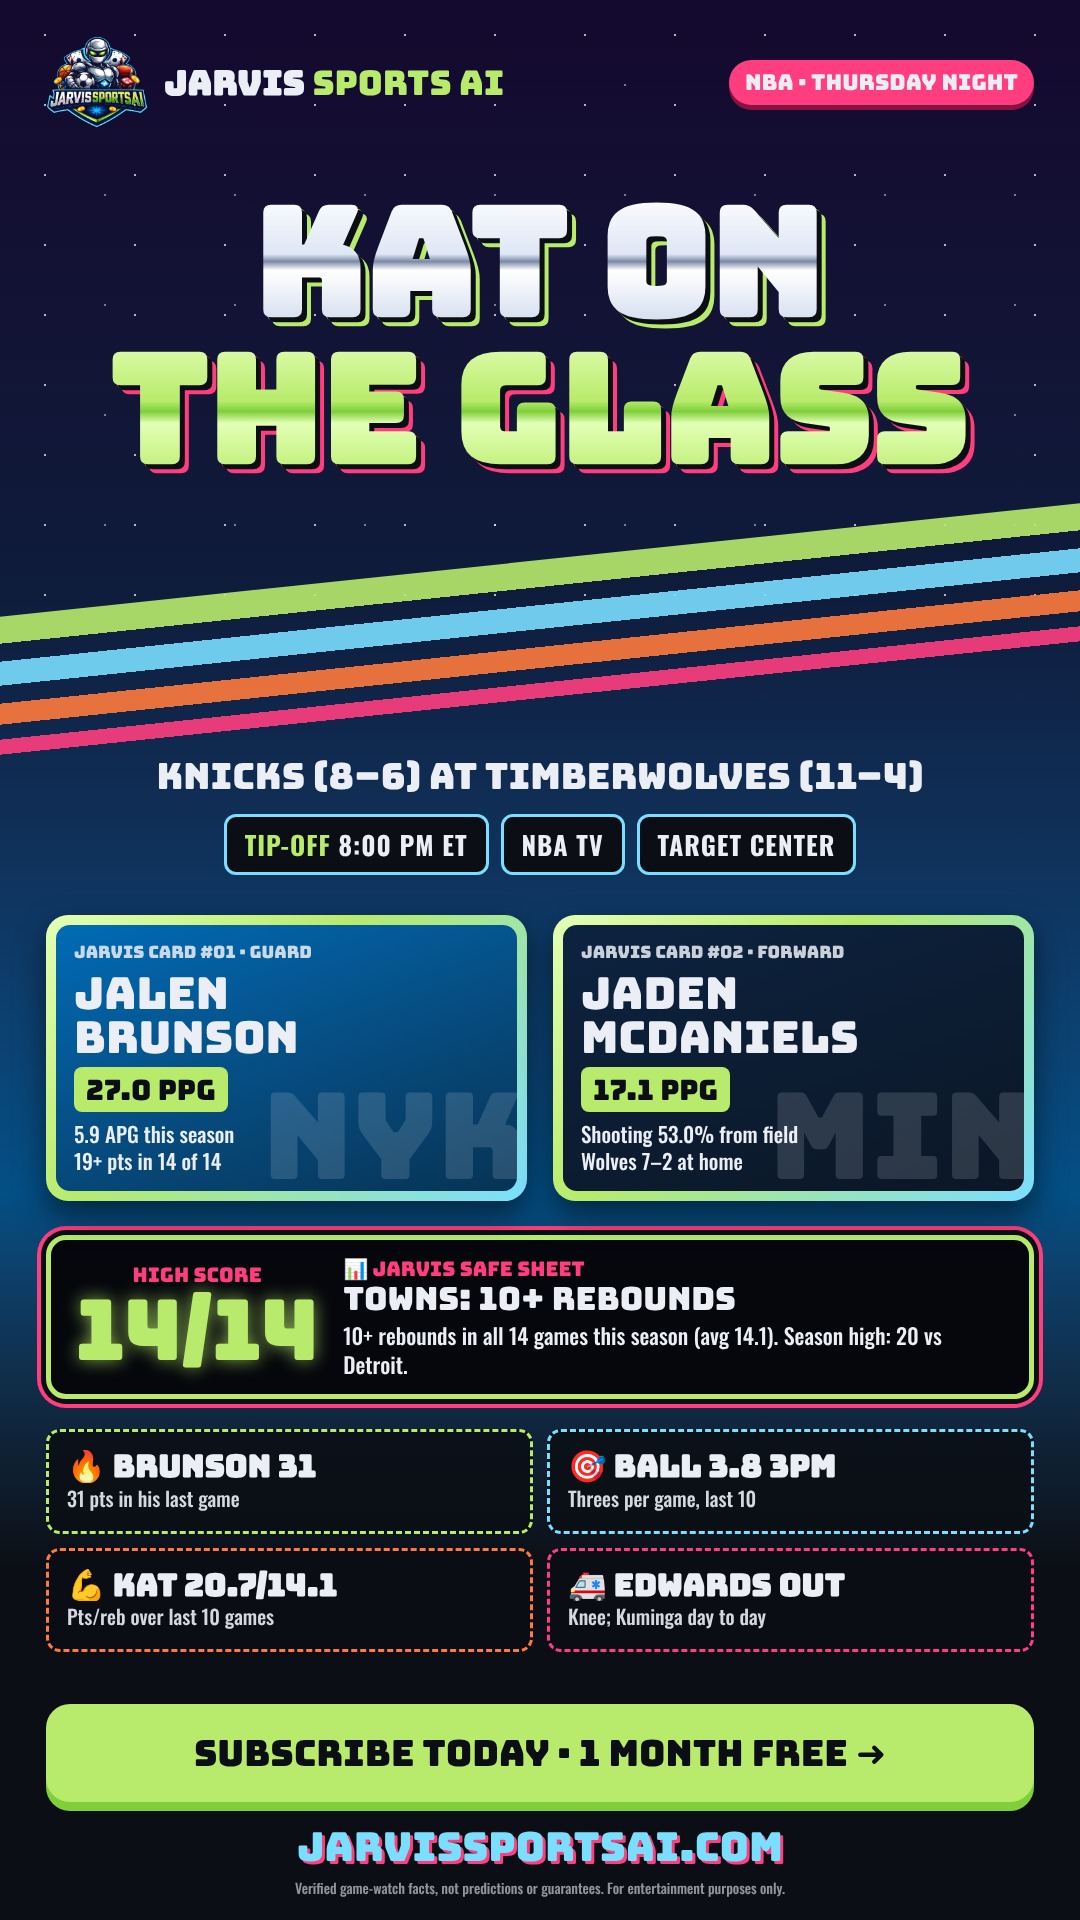 JARVISSPORTSAI
JARVIS SPORTS AI
NBA · THURSDAY NIGHT
KAT ON
THE GLASS
KNICKS (8–6) AT TIMBERWOLVES (11–4)
TIP-OFF 8:00 PM ET
NBA TV
TARGET CENTER
JARVIS CARD #01 · GUARD
JALEN
BRUNSON
27.0 PPG
NYK
5.9 APG this season
19+ pts in 14 of 14
JARVIS CARD #02 · FORWARD
JADEN
MCDANIELS
17.1 PPG
MIN
Shooting 53.0% from field
Wolves 7–2 at home
HIGH SCORE
14/14
📊 JARVIS SAFE SHEET
TOWNS: 10+ REBOUNDS
10+ rebounds in all 14 games this season (avg 14.1). Season high: 20 vs
Detroit.
🔥 BRUNSON 31
31 pts in his last game
🎯 BALL 3.8 3PM
Threes per game, last 10
💪 KAT 20.7/14.1
Pts/reb over last 10 games
🚑 EDWARDS OUT
Knee; Kuminga day to day
SUBSCRIBE TODAY · 1 MONTH FREE →
JARVISSPORTSAI.COM
Verified game-watch facts, not predictions or guarantees. For entertainment purposes only.